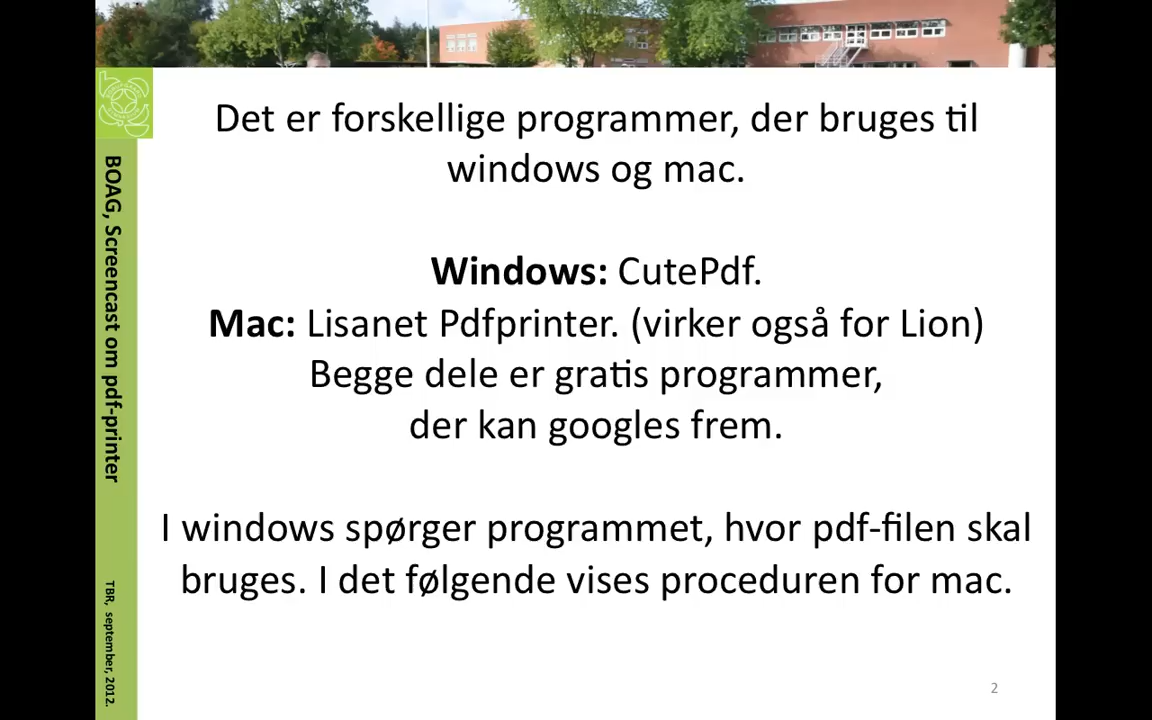 Det er forskellige programmer, der bruges til
windows og mac.
Windows: CutePdf.
Mac: Lisanet Pdfprinter. (virker også for Lion)
Begge dele er gratis programmer,
der kan googles frem.
I windows spørger programmet, hvor pdf-filen skal
bruges. I det følgende vises proceduren for mac.
BOAG, Screencast om pdf-printer
TBR, september, 2012.
2